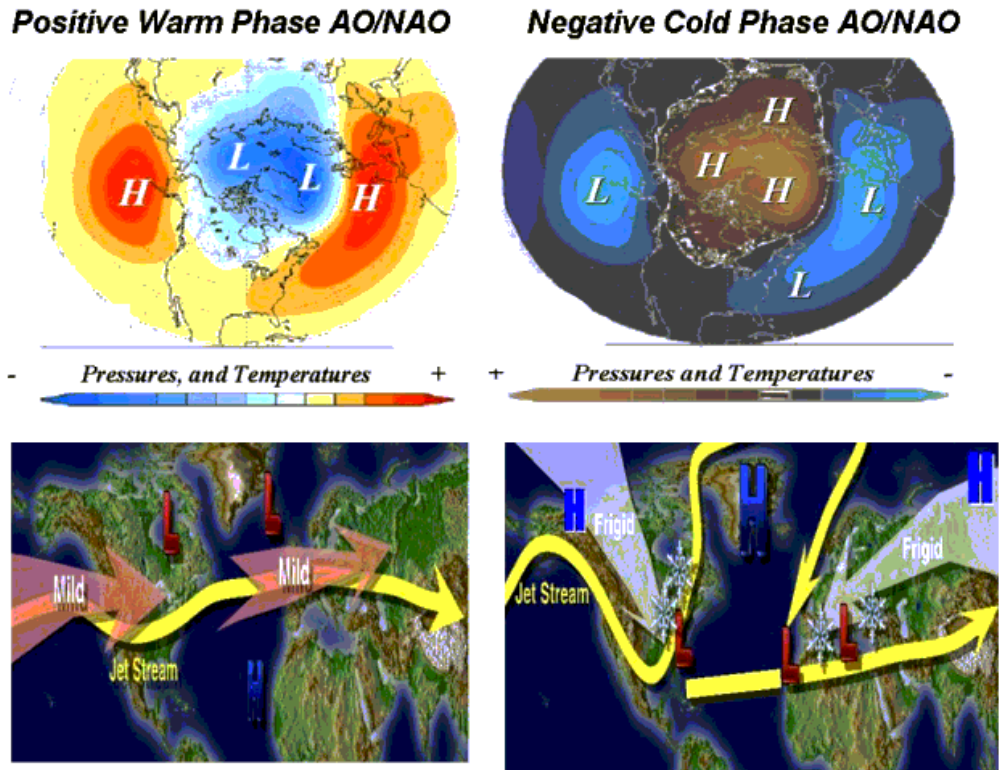 Positive Warm Phase AO/NAO
Negative Cold Phase AO/NAO
H
L
L
H
L
H
H
H
L
L
- Pressures, and Temperatures +
+ Pressures and Temperatures -
L
L
Mild
Mild
Jet Stream
H
H
H
H
Frigid
Frigid
Jet Stream
L
L
L